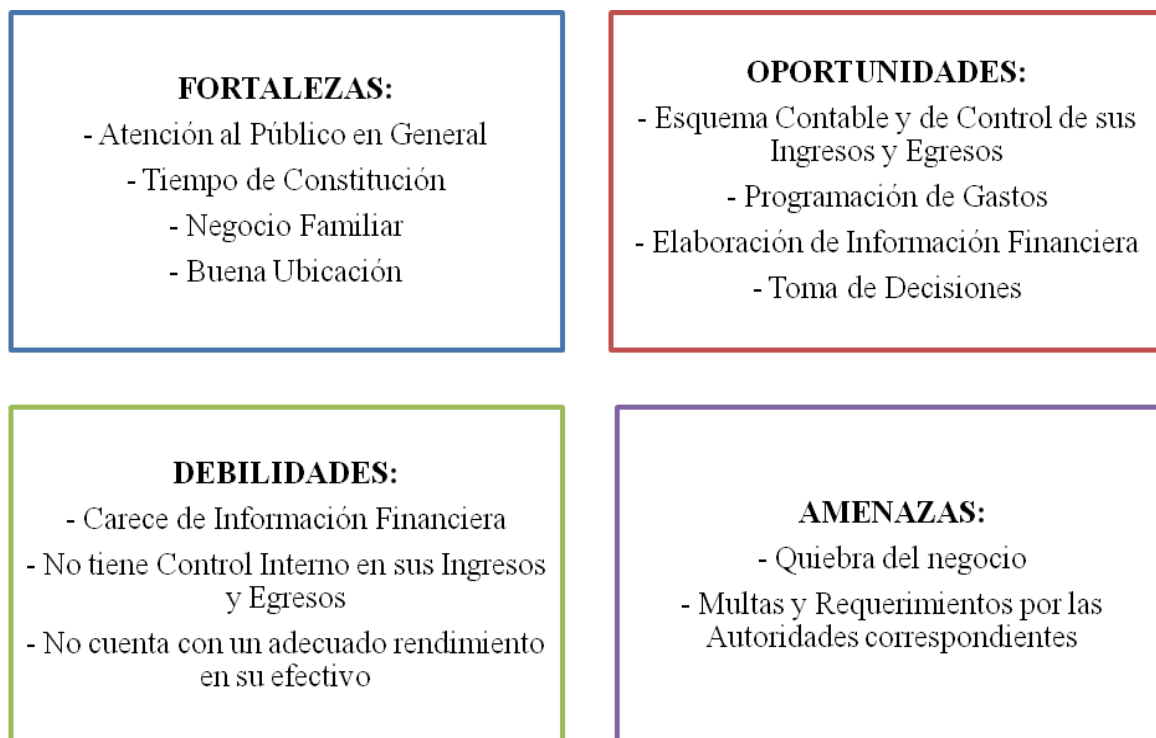 FORTALEZAS:
- Atención al Público en General
- Tiempo de Constitución
- Negocio Familiar
- Buena Ubicación
OPORTUNIDADES:
- Esquema Contable y de Control de sus
Ingresos y Egresos
- Programación de Gastos
- Elaboración de Información Financiera
- Toma de Decisiones
DEBILIDADES:
- Carece de Información Financiera
- No tiene Control Interno en sus Ingresos
y Egresos
- No cuenta con un adecuado rendimiento
en su efectivo
AMENAZAS:
- Quiebra del negocio
- Multas y Requerimientos por las
Autoridades correspondientes